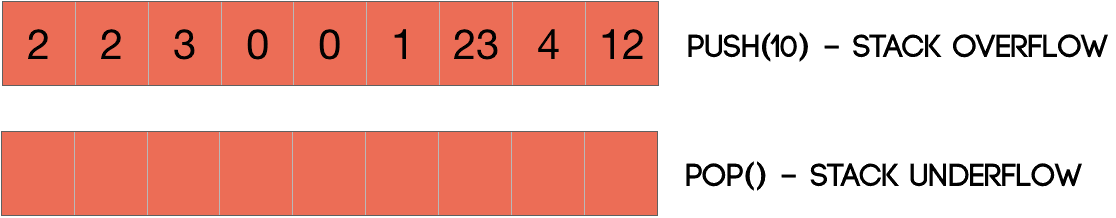 2 2 3 0 0 1 23 4 12 PUSH(10) - STACK OVERFLOW
POP() - STACK UNDERFLOW